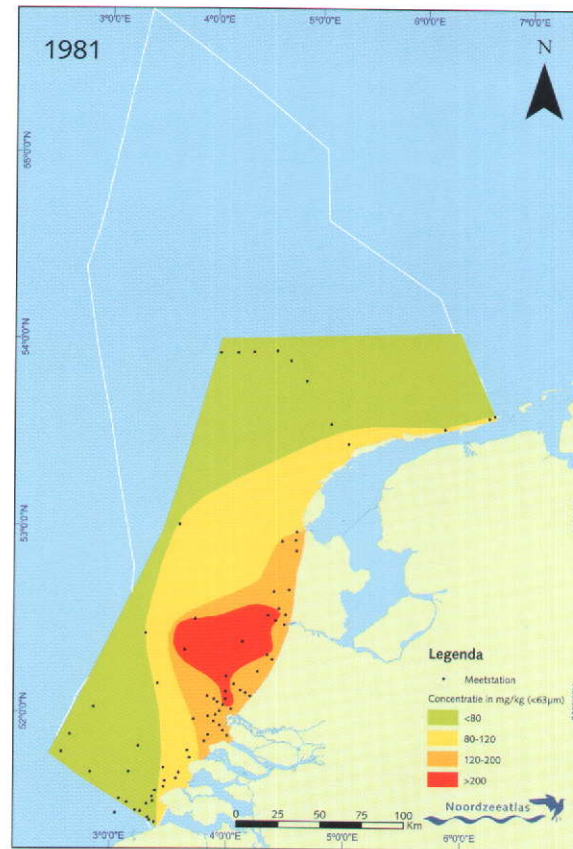 3°0'0"E 4°0'0"E 5°0'0"E 6°0'0"E 7°0'0"E
1981
N
55°0'0"N
54°0'0"N
53°0'0"N
52°0'0"N
Legenda
Meetstation
Concentratie in mg/kg (<63µm)
<80
80-120
120-200
>200
Noordzeeatlas
0 25 50 75 100
Km
3°0'0"E 4°0'0"E 5°0'0"E 6°0'0"E